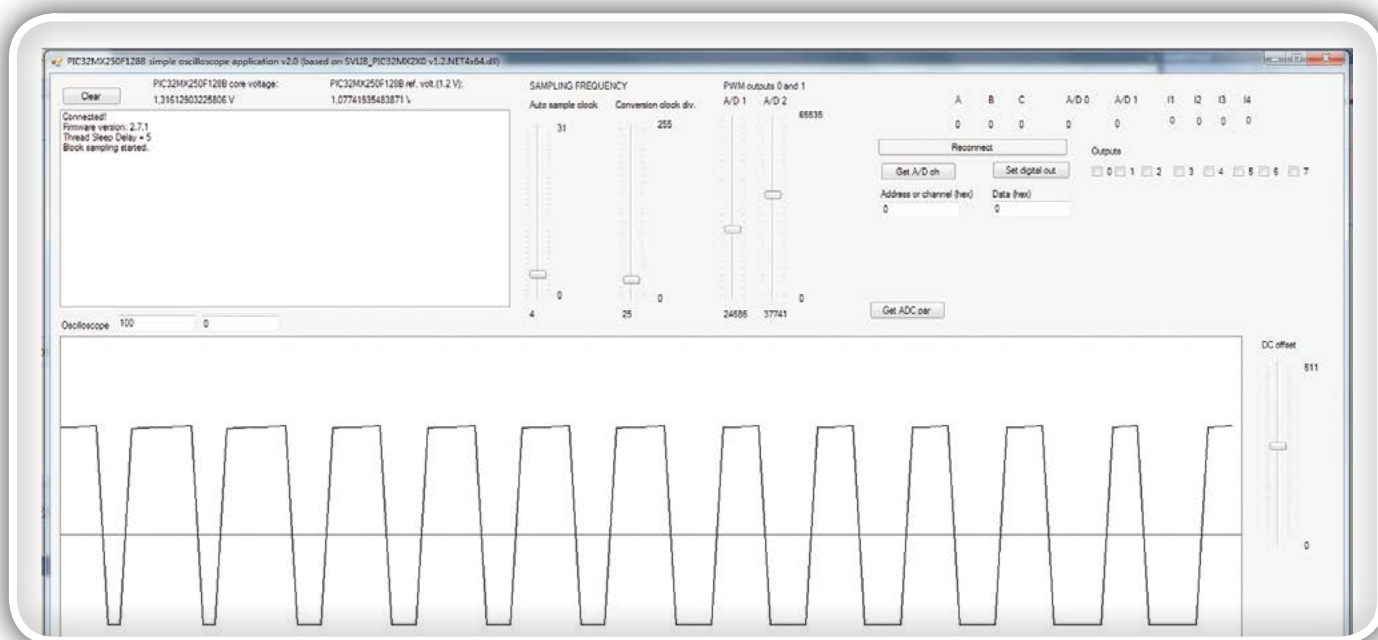 PIC32MX250F128B simple oscilloscope application v2.0 (based on SVLIB_PIC32MX2X0 v1.2.NET4x64.dll)
Clear
PIC32MX250F128B core voltage:
1,31612903225806 V
PIC32MX250F128B ref. volt.(1.2 V):
1,07741935483871 \
Connected!
Firmware version: 2.7.1
Thread Sleep Delay = 5
Block sampling started.
SAMPLING FREQUENCY
Auto sample clock Conversion clock div.
31 255
0 0
4 25
PWM outputs 0 and 1
A/D 1 A/D 2
65535
0
24686 37741
A B C A/D 0 A/D 1 I1 I2 I3 I4
0 0 0 0 0 0 0 0 0
Reconnect
Get A/D ch Set digital out
Outputs
0 1 2 3 4 5 6 7
Address or channel (hex) Data (hex)
0 0
Get ADC par
Oscilloscope 100 0
DC offset
511
0